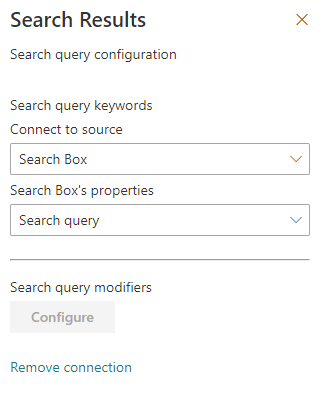 Search Results
Search query configuration
Search query keywords
Connect to source
Search Box
Search Box's properties
Search query
Search query modifiers
Configure
Remove connection